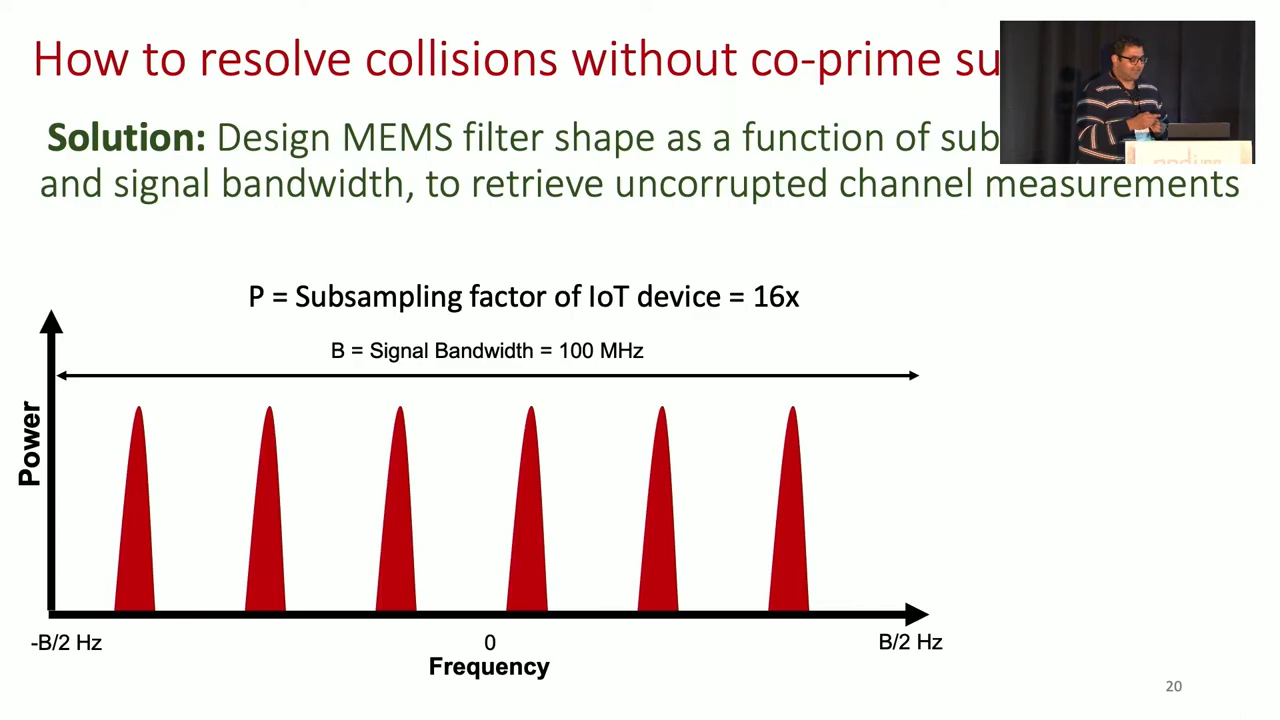 How to resolve collisions without co-prime su
Solution: Design MEMS filter shape as a function of sub
and signal bandwidth, to retrieve uncorrupted channel measurements
P = Subsampling factor of IoT device = 16x
B = Signal Bandwidth = 100 MHz
Power
-B/2 Hz
0
B/2 Hz
Frequency
20